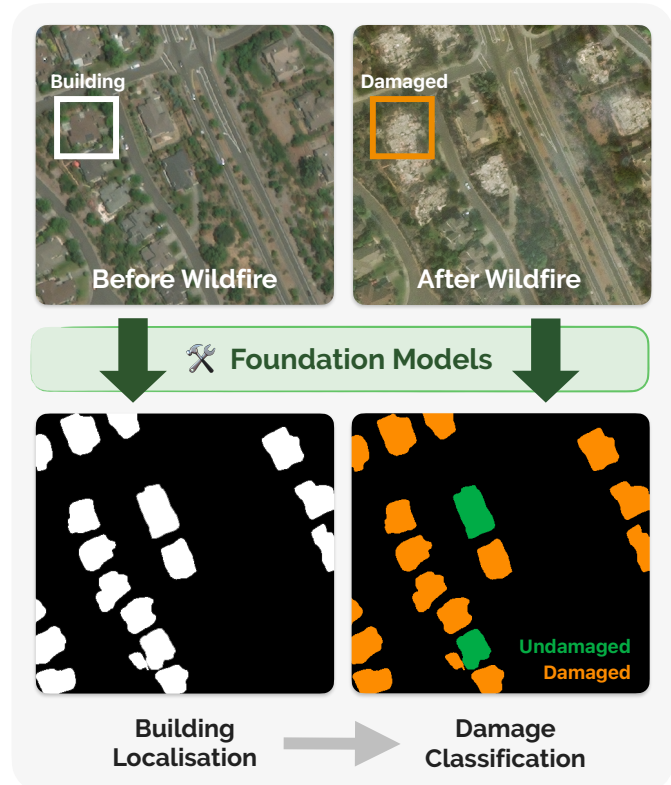 Building
Damaged
Before Wildfire
After Wildfire
Foundation Models
Undamaged
Damaged
Building
Localisation
Damage
Classification